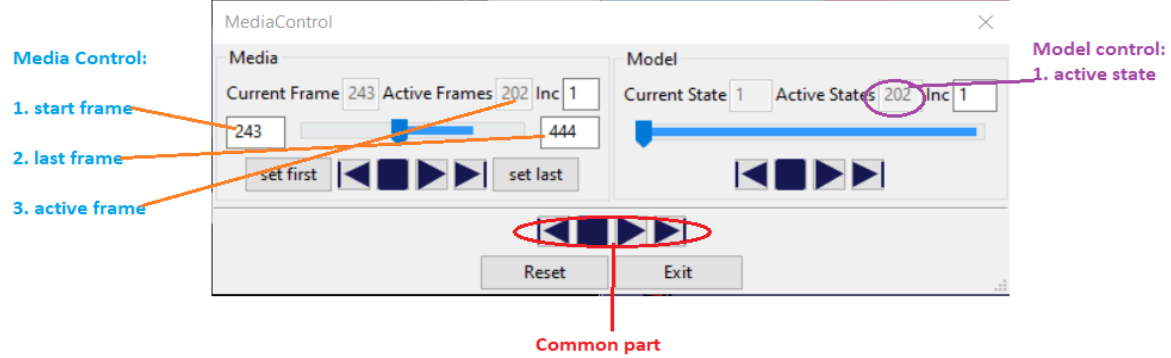 MediaControl
Media Control:
1. start frame
2. last frame
3. active frame
Media
Current Frame 243 Active Frames 202 Inc 1
243 444
set first set last
Model
Current State 1 Active States 202 Inc 1
Model control:
1. active state
Reset Exit
Common part